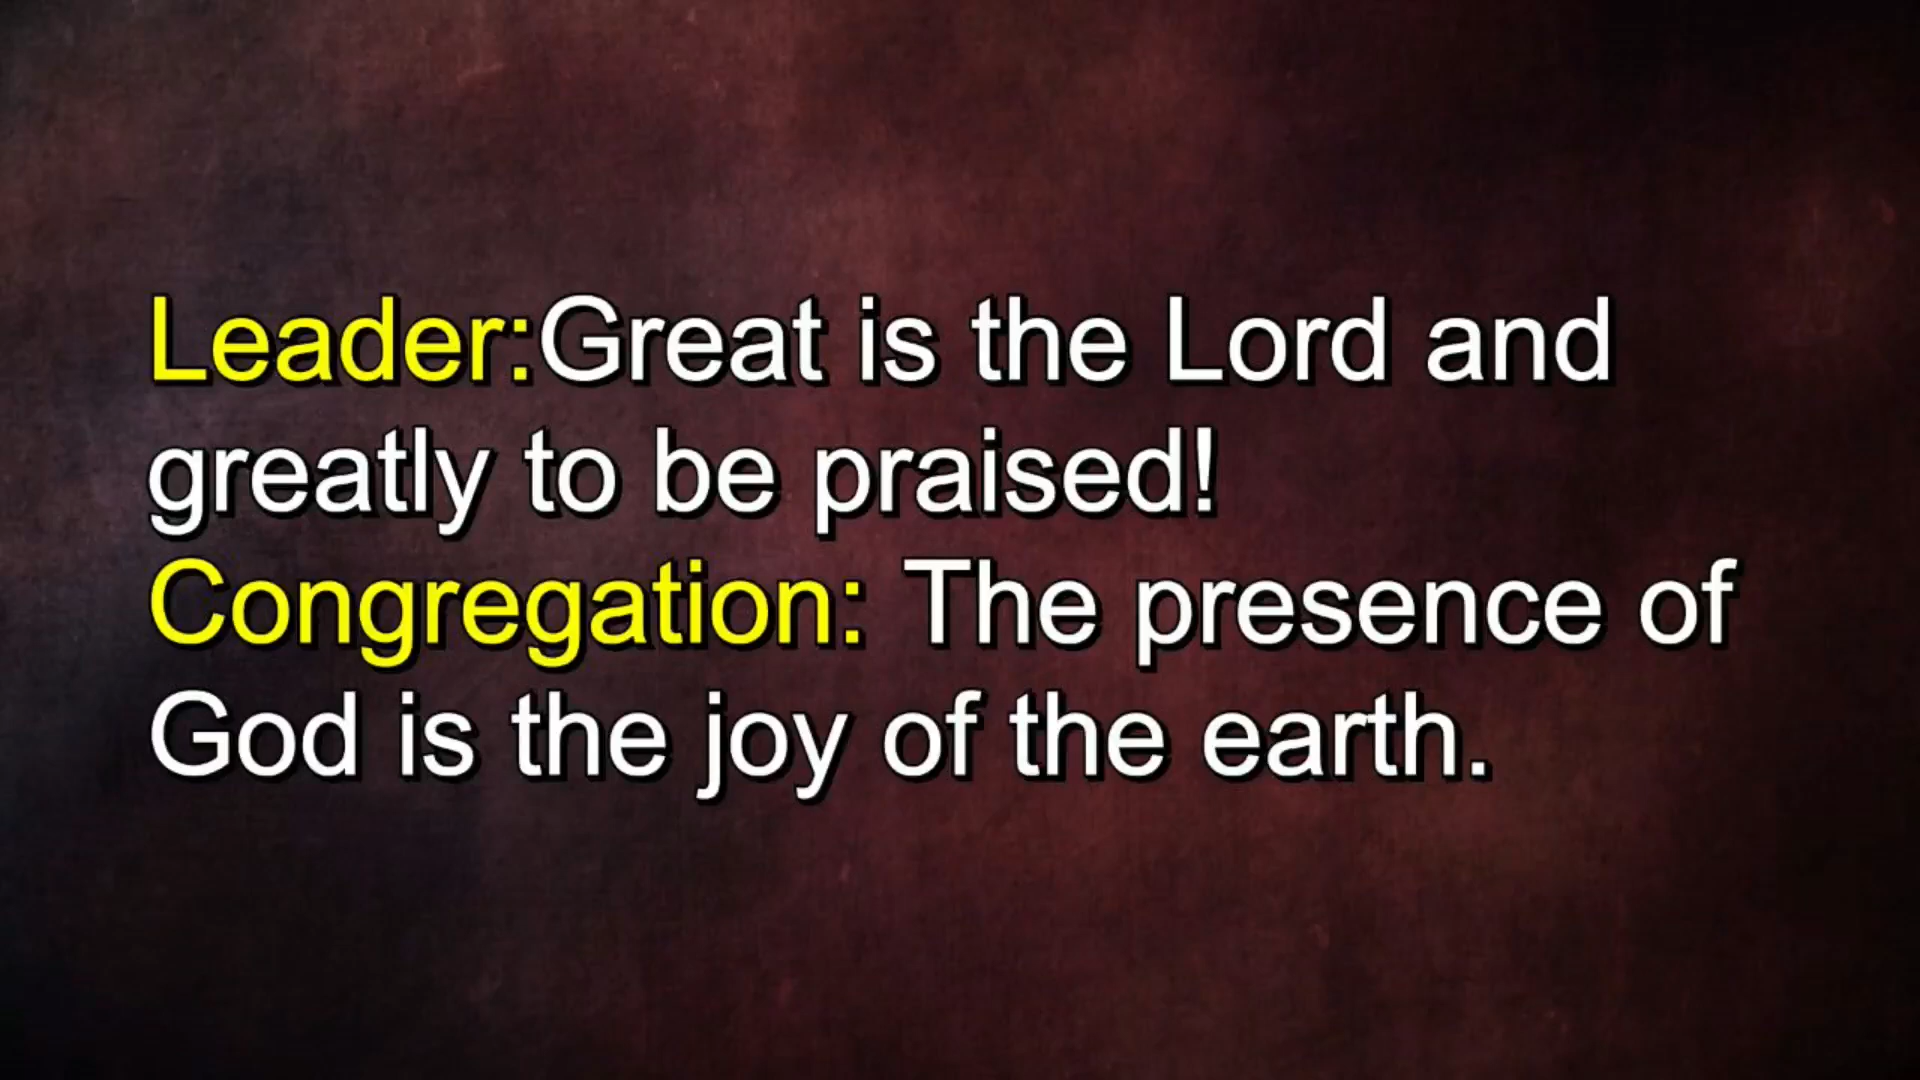 Leader:Great is the Lord and
greatly to be praised!
Congregation: The presence of
God is the joy of the earth.